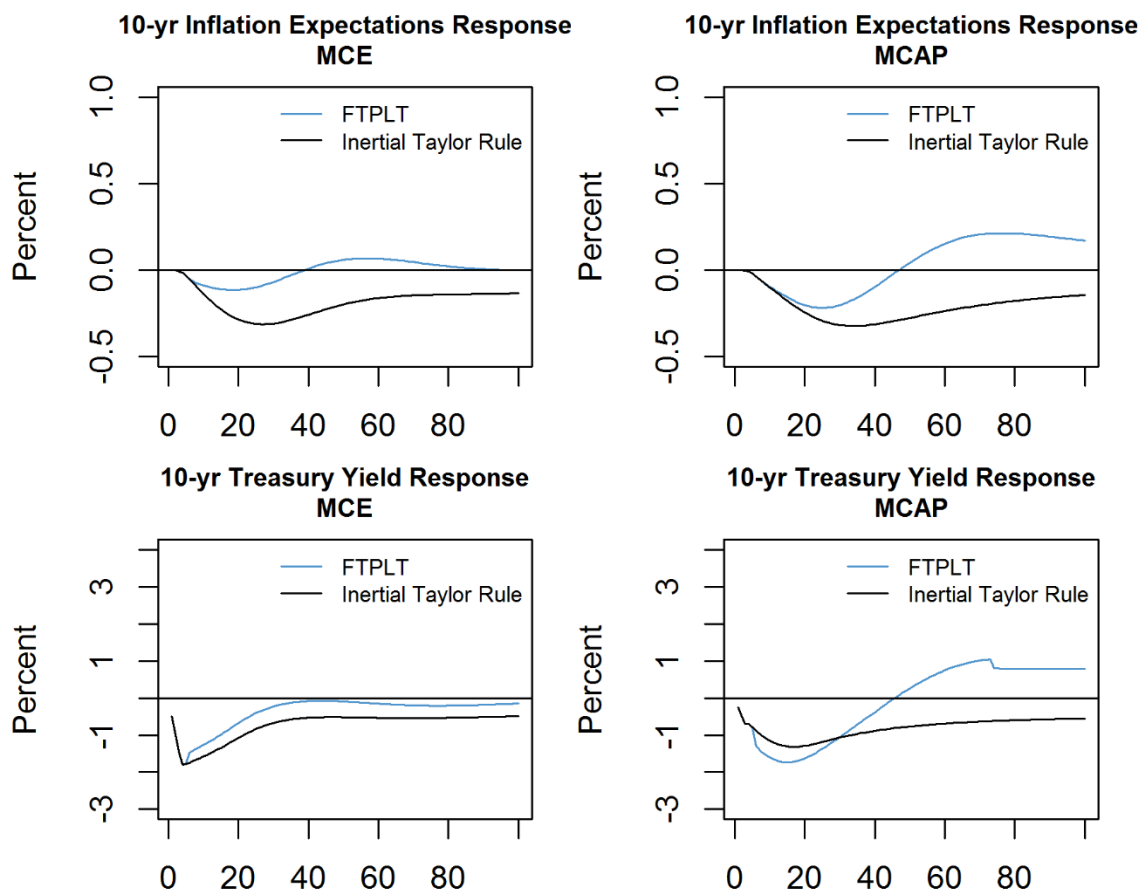 10-yr Inflation Expectations Response
MCE
Percent
1.0
0.5
0.0
-0.5
FTPLT
Inertial Taylor Rule
0 20 40 60 80
10-yr Inflation Expectations Response
MCAP
Percent
1.0
0.5
0.0
-0.5
FTPLT
Inertial Taylor Rule
0 20 40 60 80
10-yr Treasury Yield Response
MCE
Percent
3
1
-1
-3
FTPLT
Inertial Taylor Rule
0 20 40 60 80
10-yr Treasury Yield Response
MCAP
Percent
3
1
-1
-3
FTPLT
Inertial Taylor Rule
0 20 40 60 80